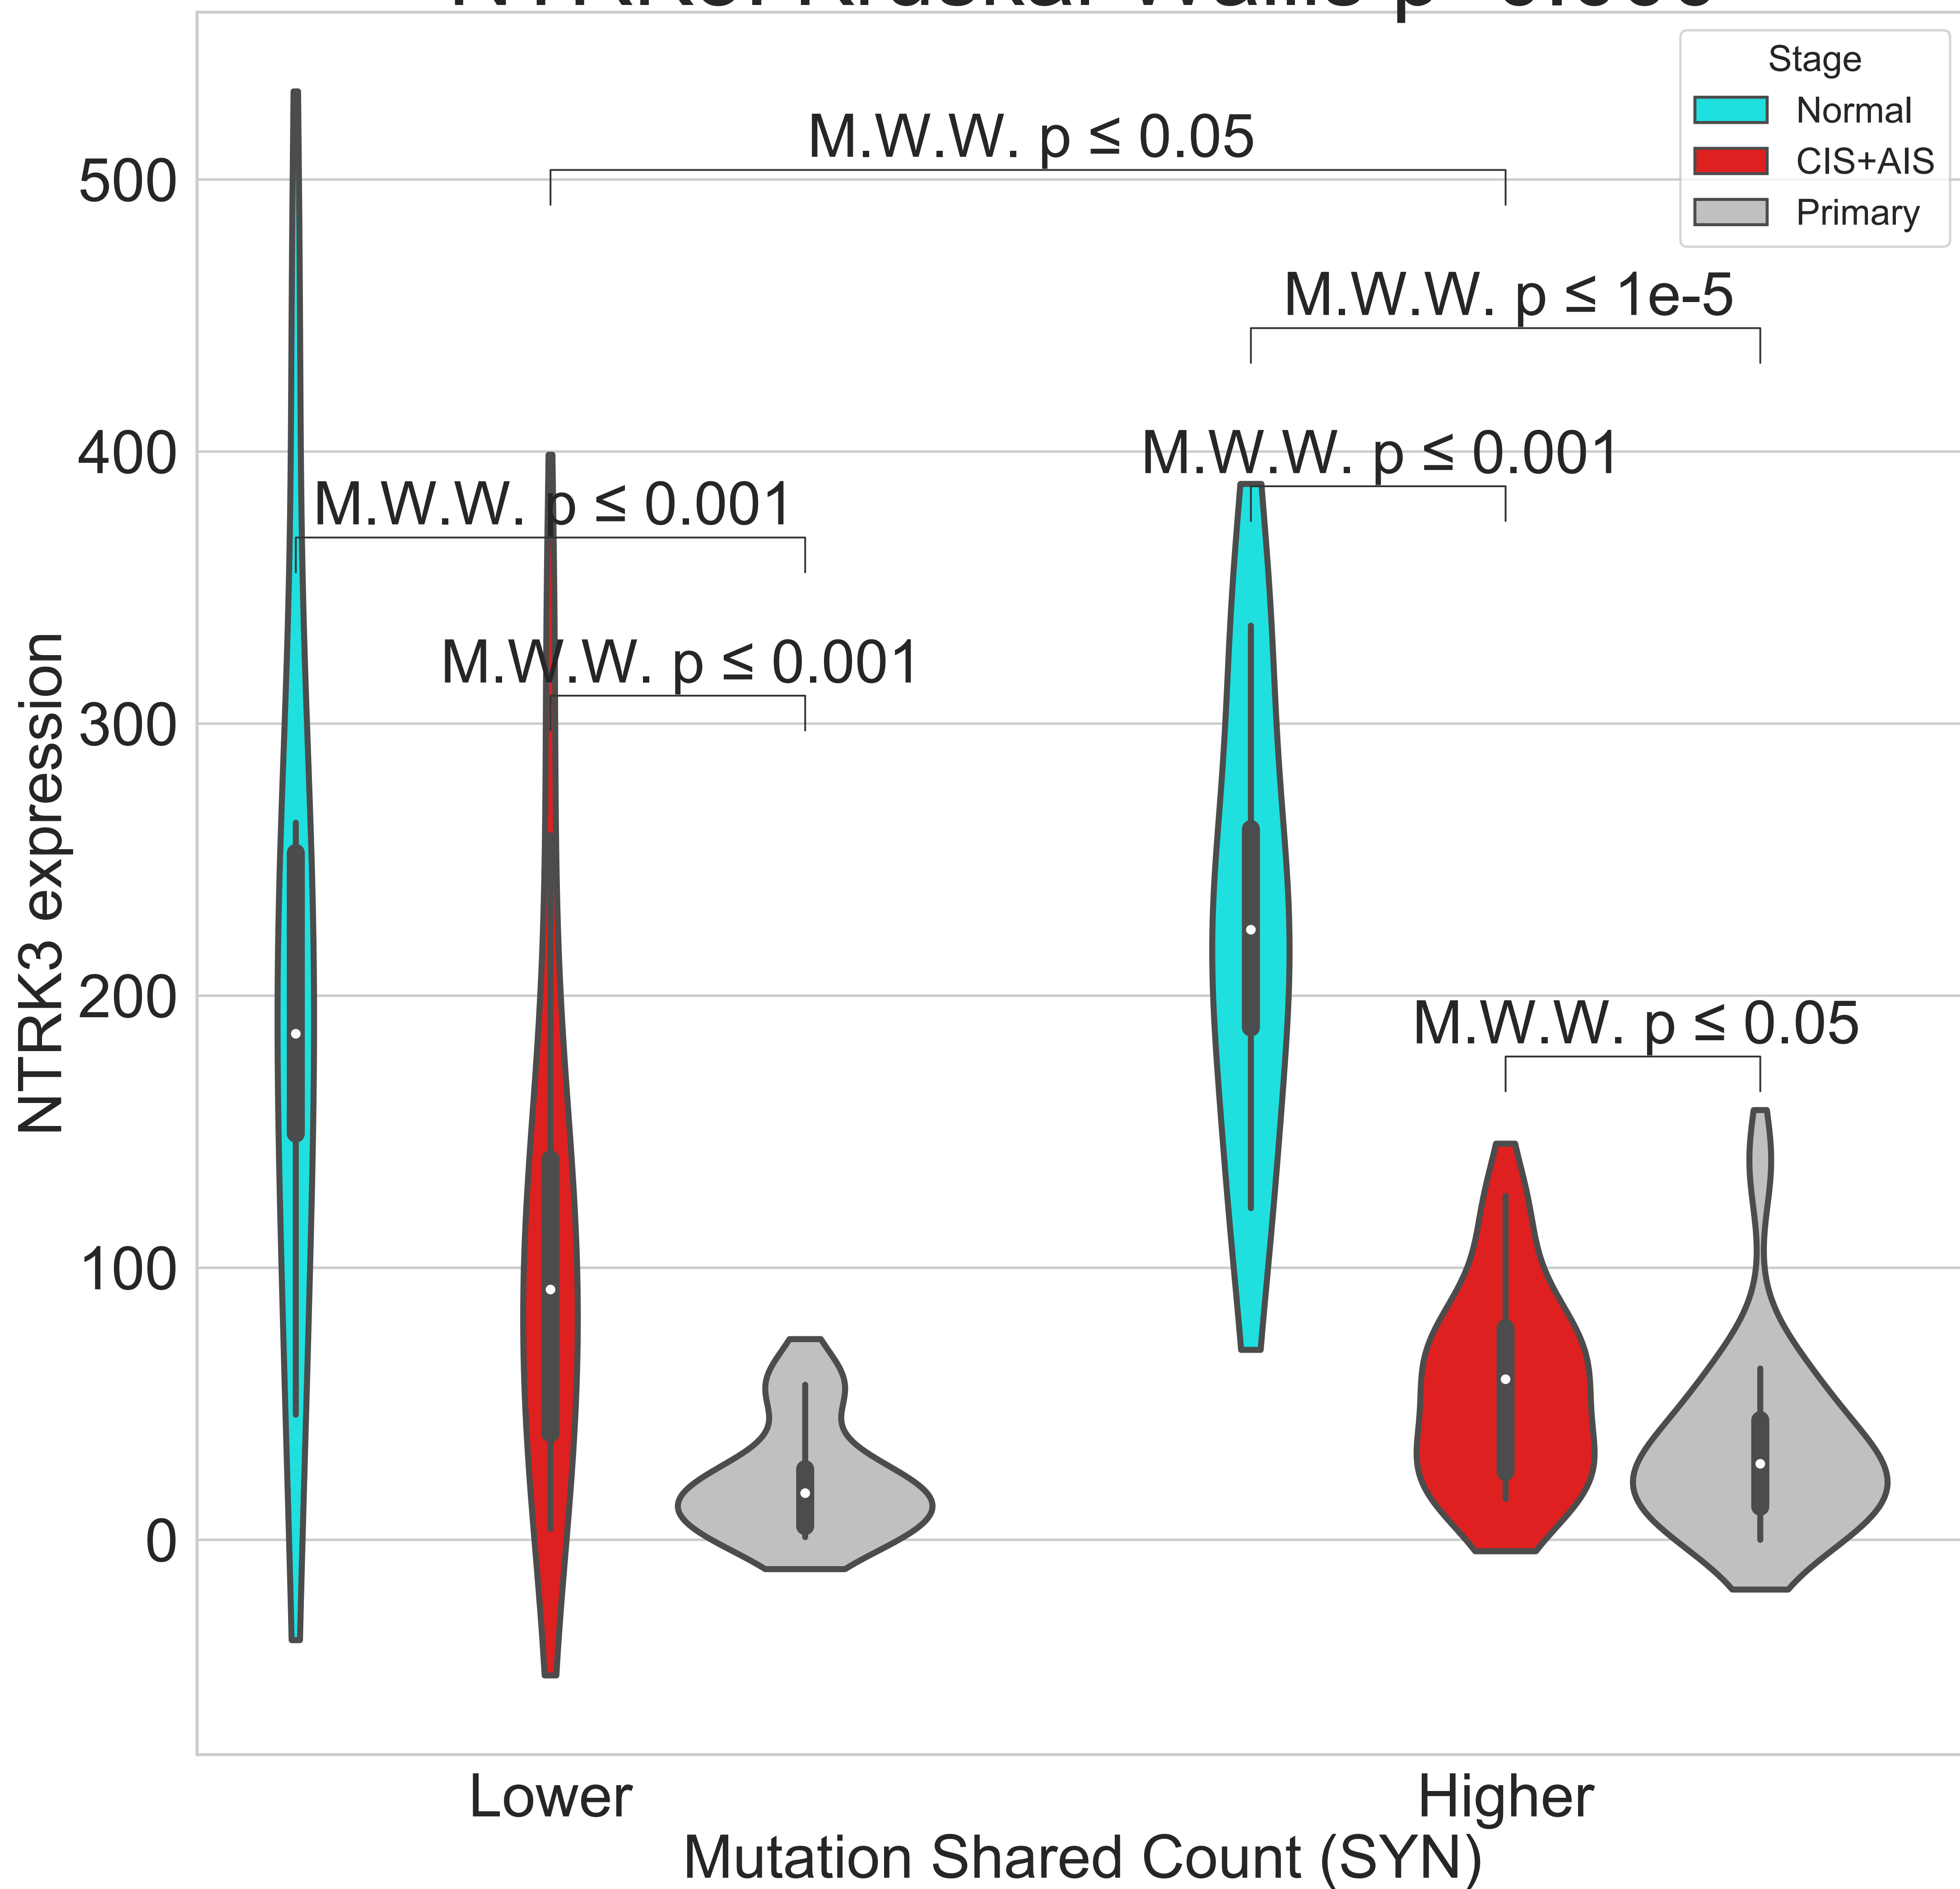 Stage
Normal
CIS+AIS
Primary
M.W.W. p ≤ 0.05
M.W.W. p ≤ 1e-5
M.W.W. p ≤ 0.001
M.W.W. p ≤ 0.001
M.W.W. p ≤ 0.001
M.W.W. p ≤ 0.05
500
400
300
200
100
0
NTRK3 expression
Lower
Higher
Mutation Shared Count (SYN)